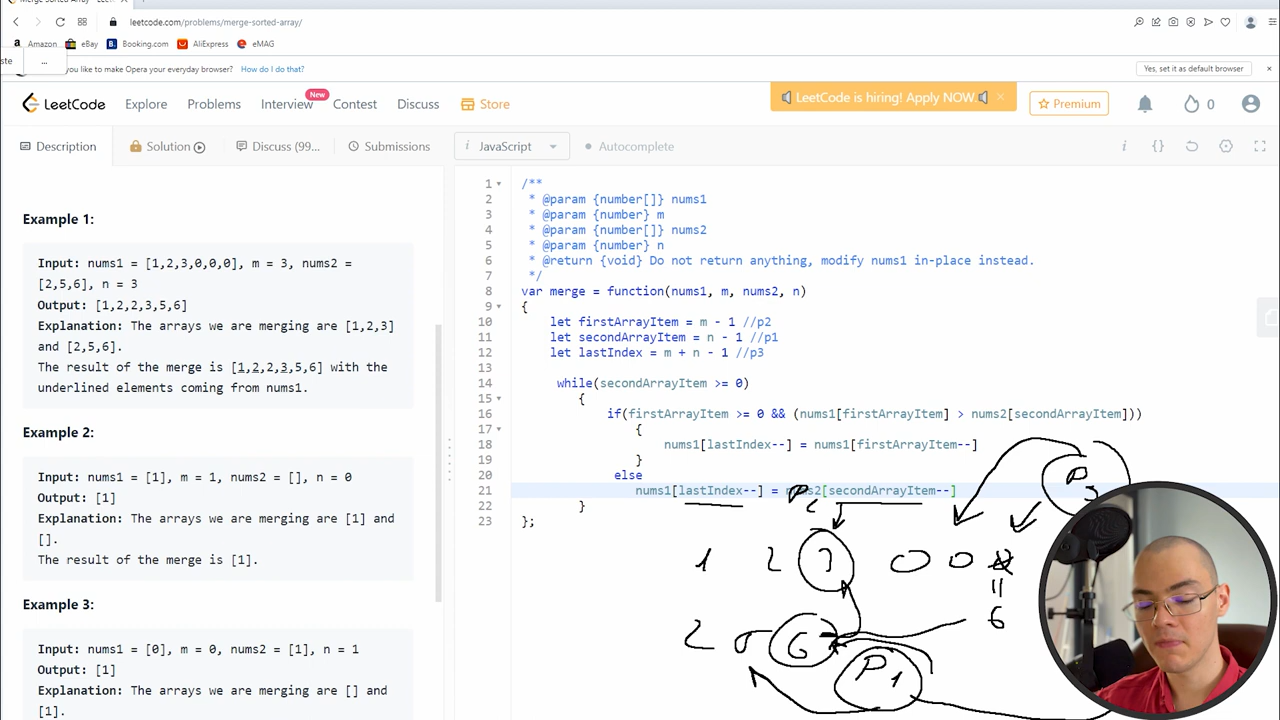 Merge Sorted Array - LeetCode
leetcode.com/problems/merge-sorted-array/
Amazon eBay Booking.com AliExpress eMAG
ste ...
you like to make Opera your everyday browser? How do I do that? Yes, set it as default browser
LeetCode Explore Problems Interview New Contest Discuss Store LeetCode is hiring! Apply NOW Premium 0
Description Solution Discuss (99... Submissions i JavaScript Autocomplete
Example 1:
Input: nums1 = [1,2,3,0,0,0], m = 3, nums2 =
[2,5,6], n = 3
Output: [1,2,2,3,5,6]
Explanation: The arrays we are merging are [1,2,3]
and [2,5,6].
The result of the merge is [1,2,2,3,5,6] with the
underlined elements coming from nums1.
Example 2:
Input: nums1 = [1], m = 1, nums2 = [], n = 0
Output: [1]
Explanation: The arrays we are merging are [1] and
[].
The result of the merge is [1].
Example 3:
Input: nums1 = [0], m = 0, nums2 = [1], n = 1
Output: [1]
Explanation: The arrays we are merging are [] and
[1].
1 /**
2 * @param {number[]} nums1
3 * @param {number} m
4 * @param {number[]} nums2
5 * @param {number} n
6 * @return {void} Do not return anything, modify nums1 in-place instead.
7 */
8 var merge = function(nums1, m, nums2, n)
9 {
10 let firstArrayItem = m - 1 //p2
11 let secondArrayItem = n - 1 //p1
12 let lastIndex = m + n - 1 //p3
13
14 while(secondArrayItem >= 0)
15 {
16 if(firstArrayItem >= 0 && (nums1[firstArrayItem] > nums2[secondArrayItem]))
17 {
18 nums1[lastIndex--] = nums1[firstArrayItem--]
19 }
20 else
21 nums1[lastIndex--] = nums2[secondArrayItem--]
22 }
23 };
P3
P2
1 2 3 0 0
6
2 5 6
P1